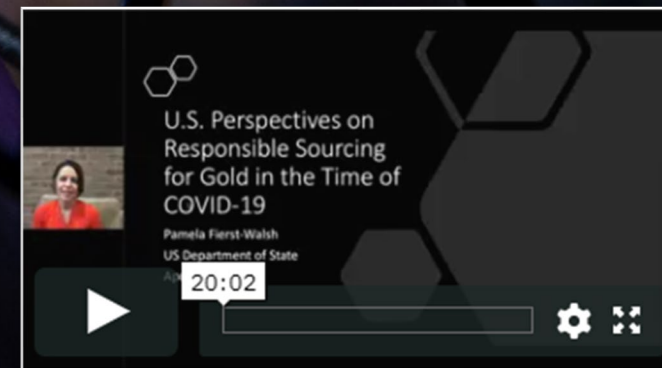 U.S. Perspectives on
Responsible Sourcing
for Gold in the Time of
COVID-19
Pamela Fierst-Walsh
US Department of State
20:02